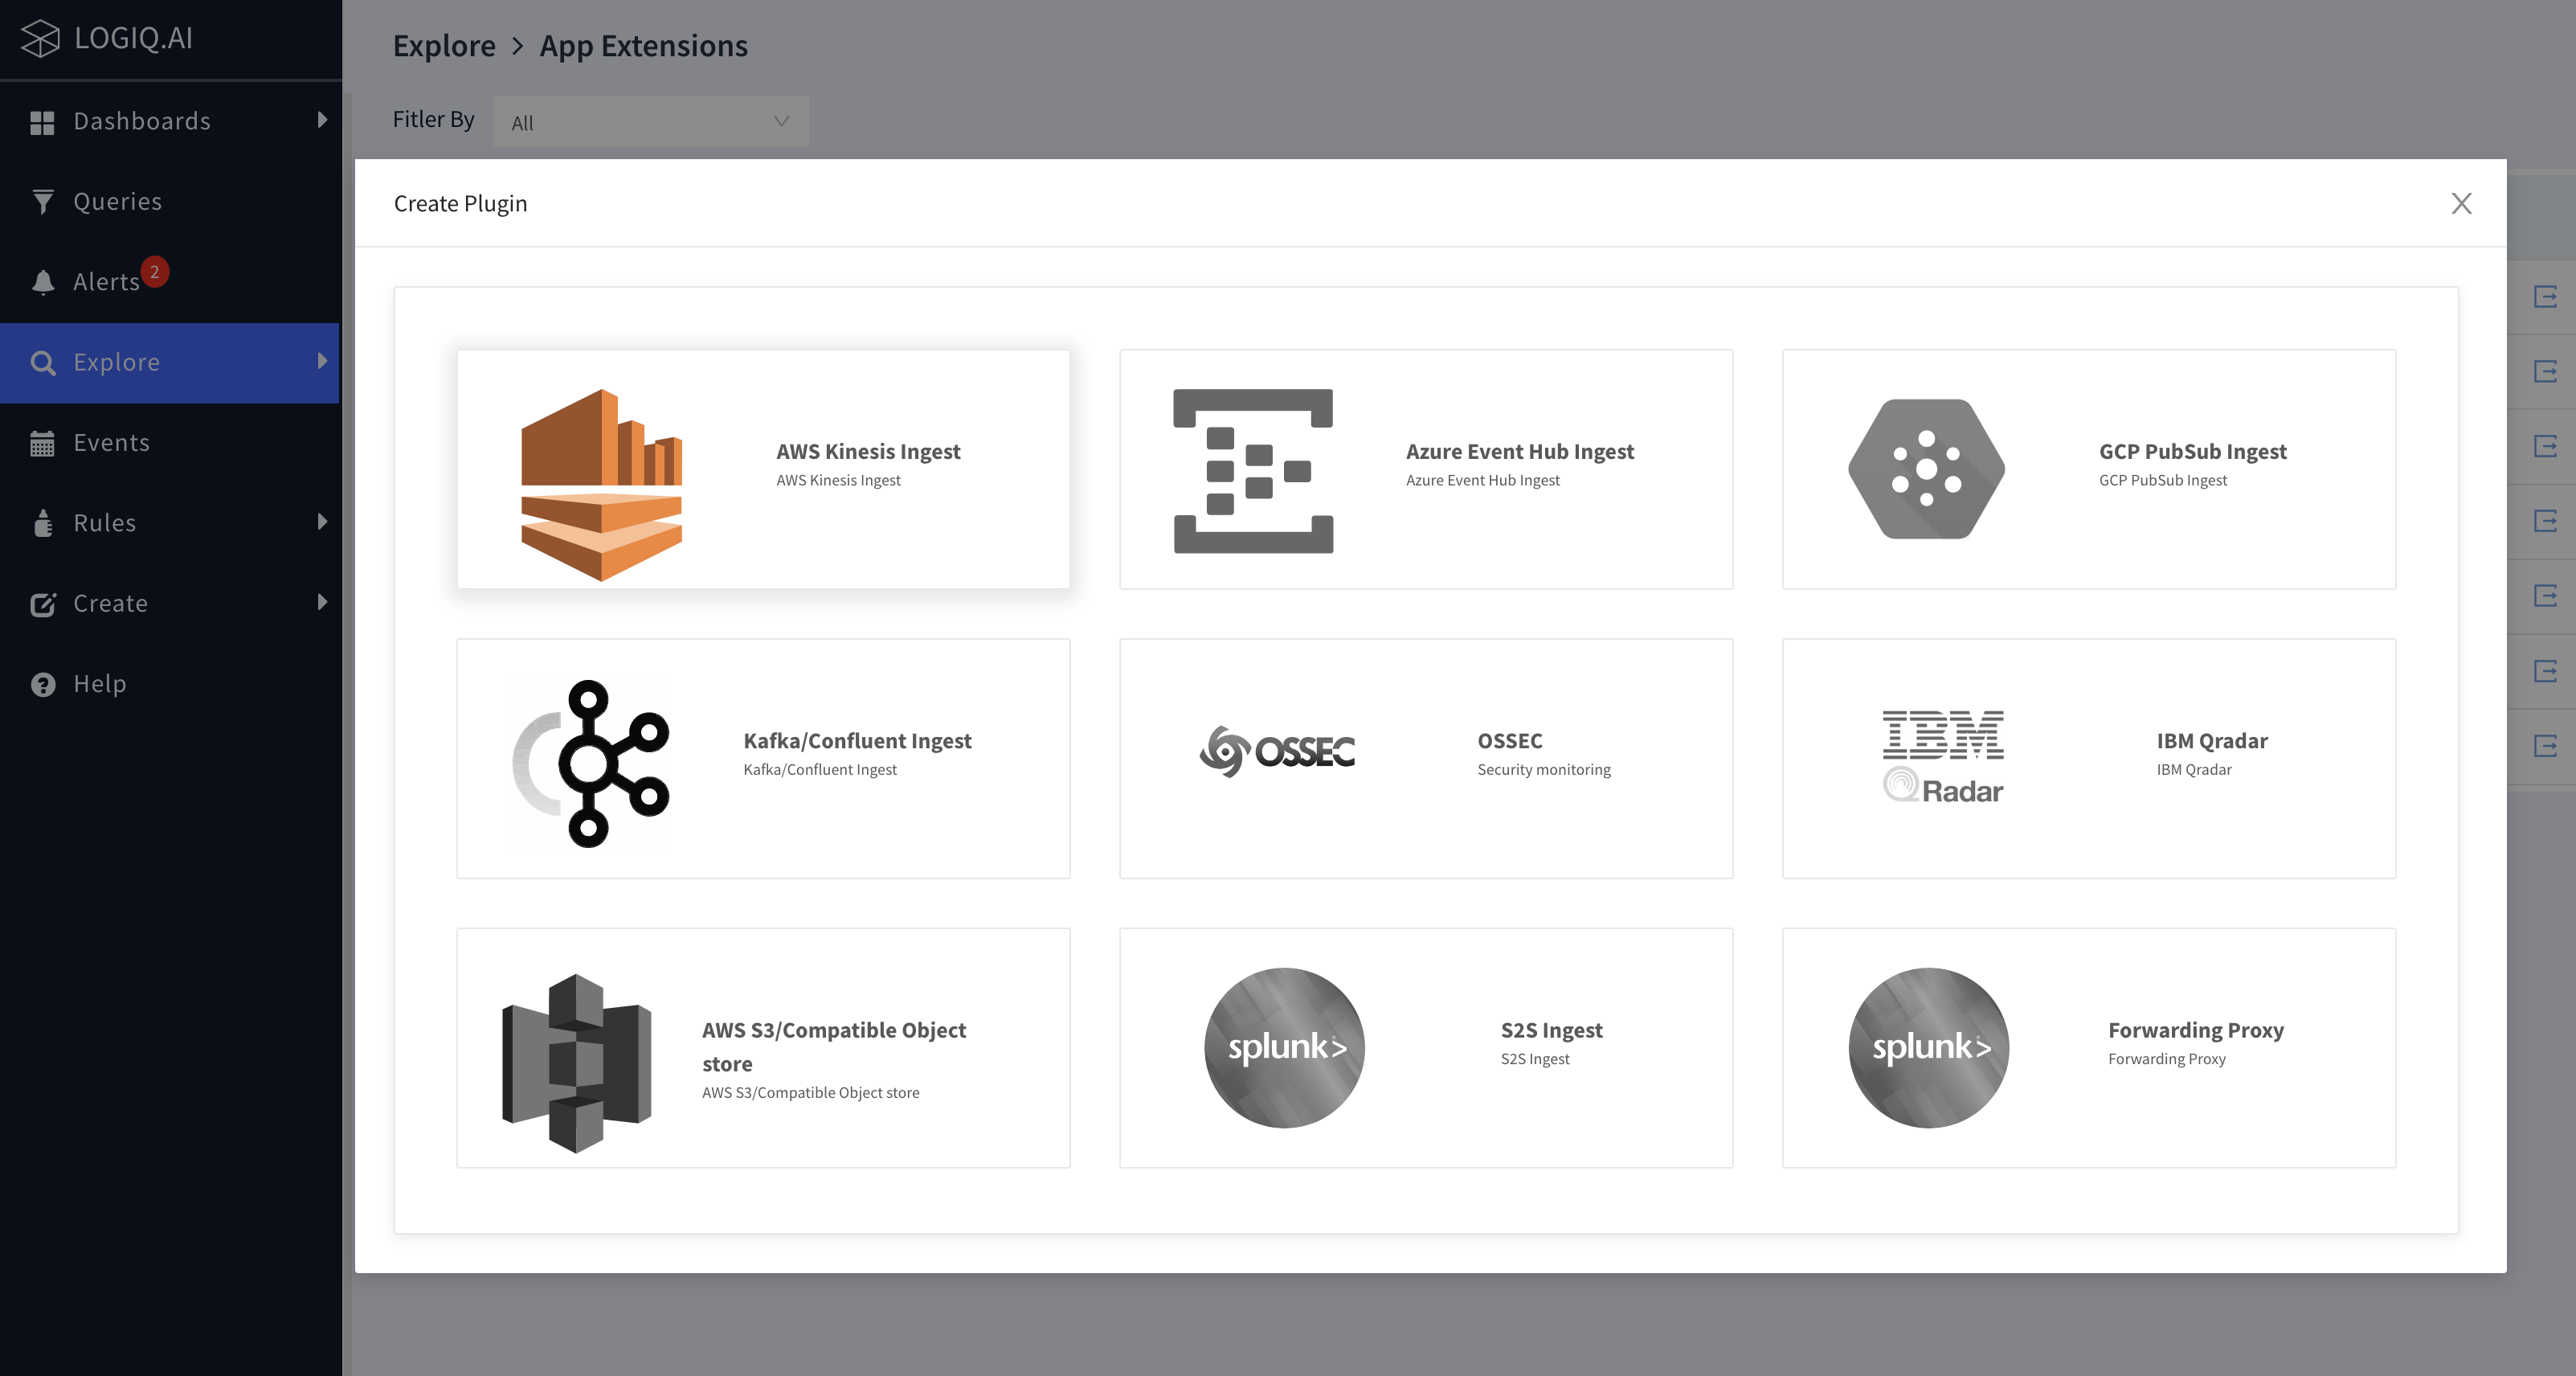 LOGIQ.AI
Dashboards
Queries
Alerts 2
Explore
Events
Rules
Create
Help
Explore > App Extensions
Fitler By All
Create Plugin
AWS Kinesis Ingest
AWS Kinesis Ingest
Azure Event Hub Ingest
Azure Event Hub Ingest
GCP PubSub Ingest
GCP PubSub Ingest
Kafka/Confluent Ingest
Kafka/Confluent Ingest
OSSEC
OSSEC
Security monitoring
IBM
QRadar
IBM Qradar
IBM Qradar
AWS S3/Compatible Object
store
AWS S3/Compatible Object store
splunk>
S2S Ingest
S2S Ingest
splunk>
Forwarding Proxy
Forwarding Proxy